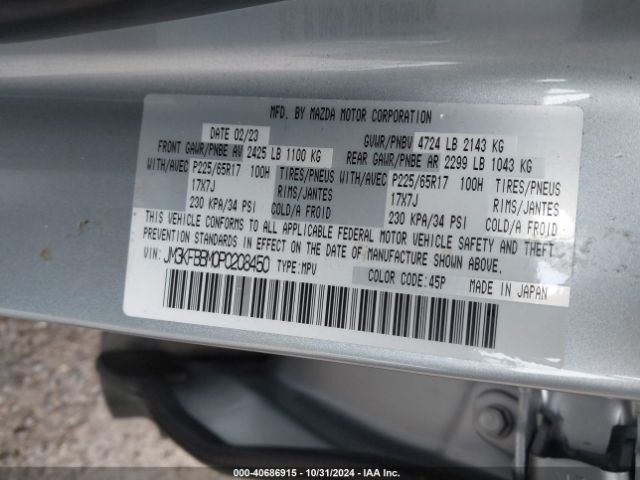 MFD. BY MAZDA MOTOR CORPORATION
DATE 02/23 GVWR/PNBV 4724 LB 2143 KG
FRONT GAWR/PNBE AV 2425 LB 1100 KG REAR GAWR/PNBE AR 2299 LB 1043 KG
WITH/AVEC P225/65R17 100H TIRES/PNEUS WITH/AVEC P225/65R17 100H TIRES/PNEUS
17X7J RIMS/JANTES 17X7J RIMS/JANTES
230 KPA/34 PSI COLD/A FROID 230 KPA/34 PSI COLD/A FROID
THIS VEHICLE CONFORMS TO ALL APPLICABLE FEDERAL MOTOR VEHICLE SAFETY AND THEFT
PREVENTION STANDARDS IN EFFECT ON THE DATE OF MANUFACTURE SHOWN ABOVE.
VIN: JM3KFBBM0P0208450 TYPE:MPV COLOR CODE:45P MADE IN JAPAN
000-40686915 - 10/31/2024 - IAA Inc.